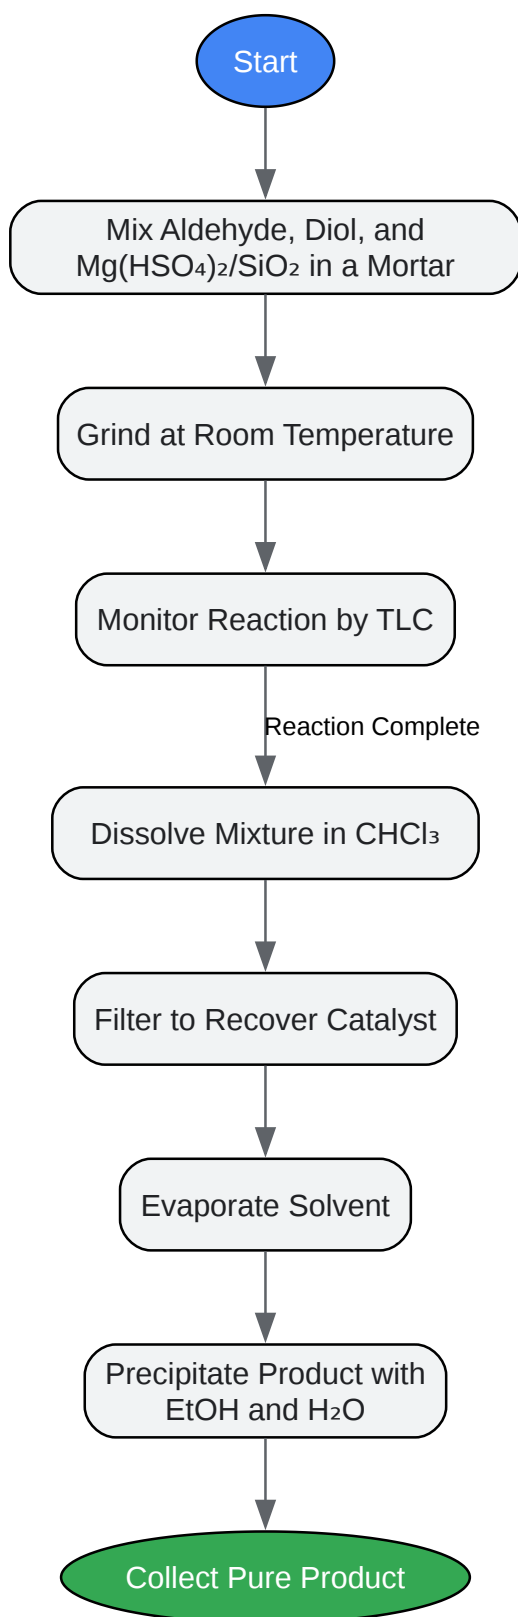 Start
Mix Aldehyde, Diol, and
Mg(HSO₄)₂/SiO₂ in a Mortar
Grind at Room Temperature
Monitor Reaction by TLC
Reaction Complete
Dissolve Mixture in CHCl₃
Filter to Recover Catalyst
Evaporate Solvent
Precipitate Product with
EtOH and H₂O
Collect Pure Product